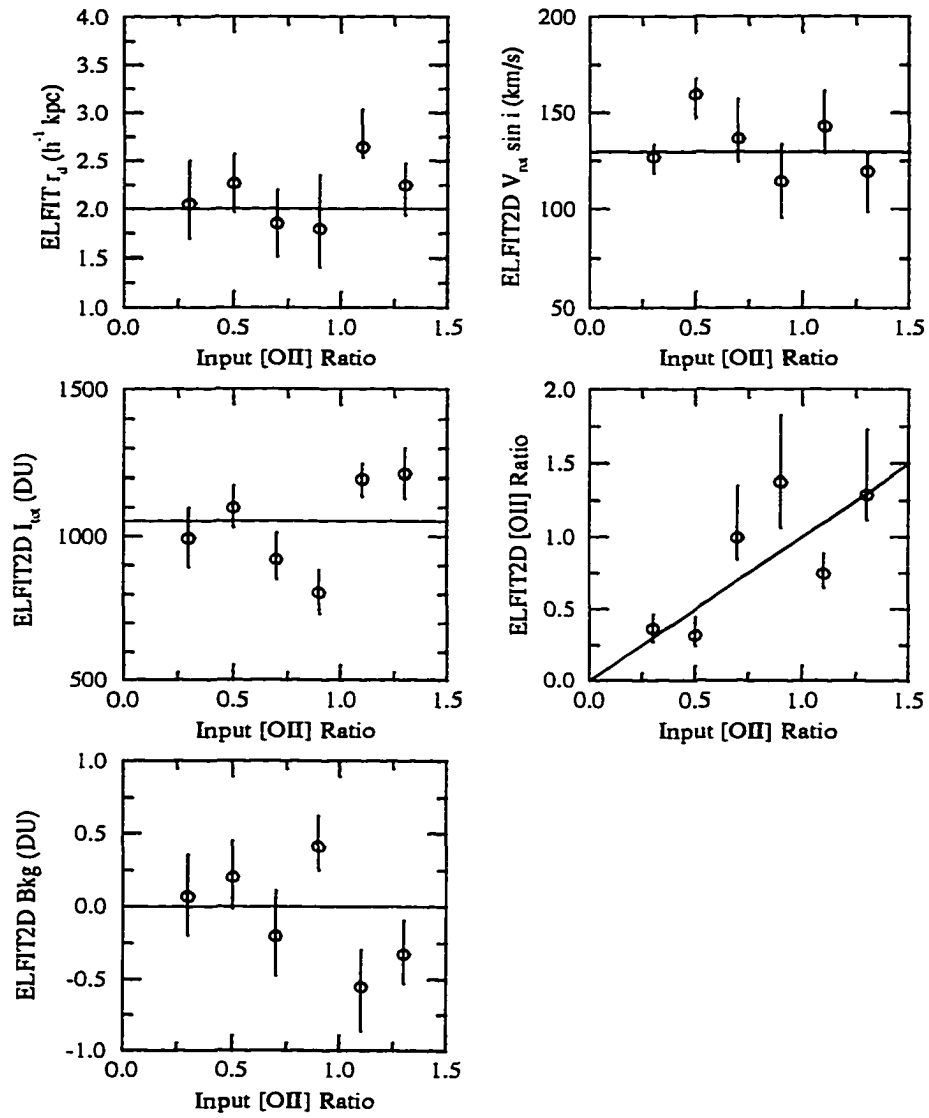 4.0
3.5
3.0
2.5
2.0
1.5
1.0
ELFIT r_d (h^-1 kpc)
0.0 0.5 1.0 1.5
Input [OII] Ratio
200
150
100
50
ELFIT2D V_rot sin i (km/s)
0.0 0.5 1.0 1.5
Input [OII] Ratio
1500
1000
500
ELFIT2D I_tot (DU)
0.0 0.5 1.0 1.5
Input [OII] Ratio
2.0
1.5
1.0
0.5
0.0
ELFIT2D [OII] Ratio
0.0 0.5 1.0 1.5
Input [OII] Ratio
1.0
0.5
0.0
-0.5
-1.0
ELFIT2D Bkg (DU)
0.0 0.5 1.0 1.5
Input [OII] Ratio